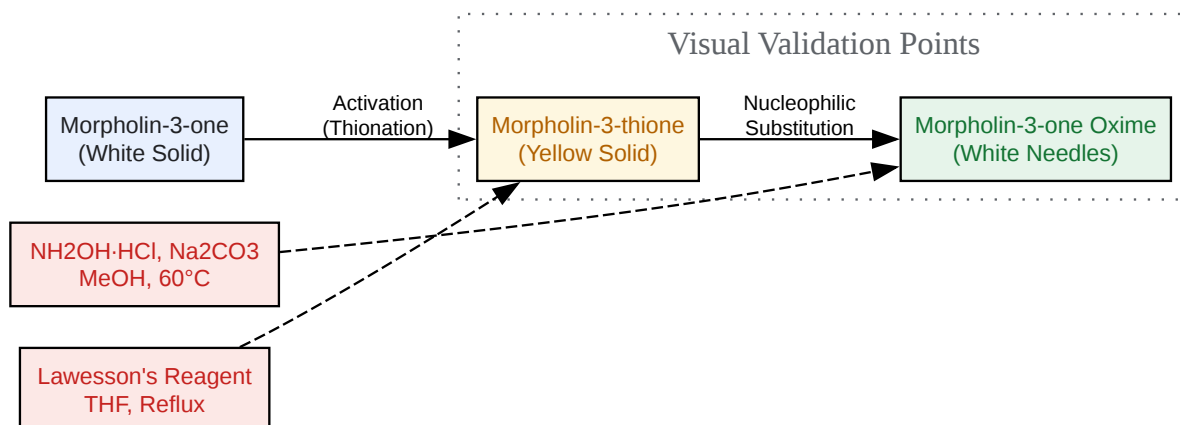 Visual Validation Points
Activation
(Thionation)
Nucleophilic
Substitution
Morpholin-3-one
(White Solid)
Morpholin-3-thione
(Yellow Solid)
Morpholin-3-one Oxime
(White Needles)
NH2OH·HCl, Na2CO3
MeOH, 60°C
Lawesson's Reagent
THF, Reflux